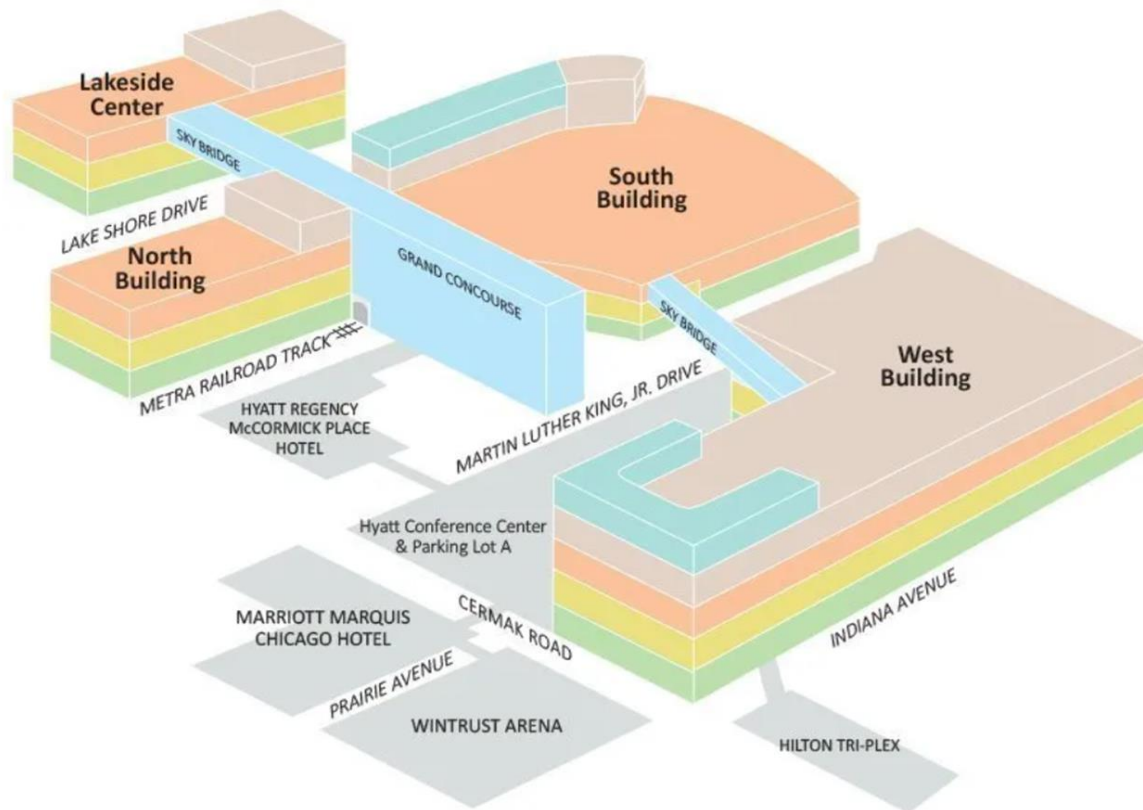 Lakeside
Center
SKY BRIDGE
LAKE SHORE DRIVE
South
Building
North
Building
GRAND CONCOURSE
SKY BRIDGE
West
Building
METRA RAILROAD TRACK
HYATT REGENCY
McCORMICK PLACE
HOTEL
MARTIN LUTHER KING, JR. DRIVE
Hyatt Conference Center
& Parking Lot A
CERMAK ROAD
INDIANA AVENUE
MARRIOTT MARQUIS
CHICAGO HOTEL
PRAIRIE AVENUE
WINTRUST ARENA
HILTON TRI-PLEX